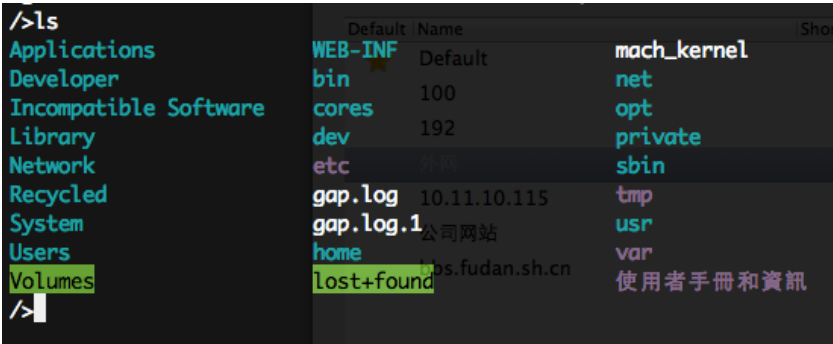 />ls
Default Name Shor
Applications WEB-INF mach_kernel
Default
Developer bin net
100
Incompatible Software cores opt
192
Library dev private
Network etc sbin
外网
Recycled gap.log tmp
10.11.10.115
System gap.log.1 usr
公司网站
Users home var
Volumes lost+found 使用者手冊和資訊
bbs.fudan.sh.cn
/>